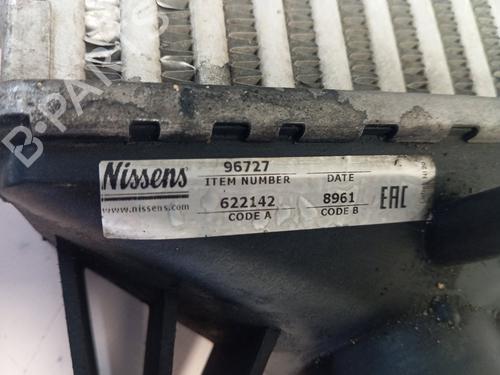 B-PARTS
Nissens
www.nissens.com
96727
ITEM NUMBER
DATE
622142
8961
CODE A
CODE B
EAC